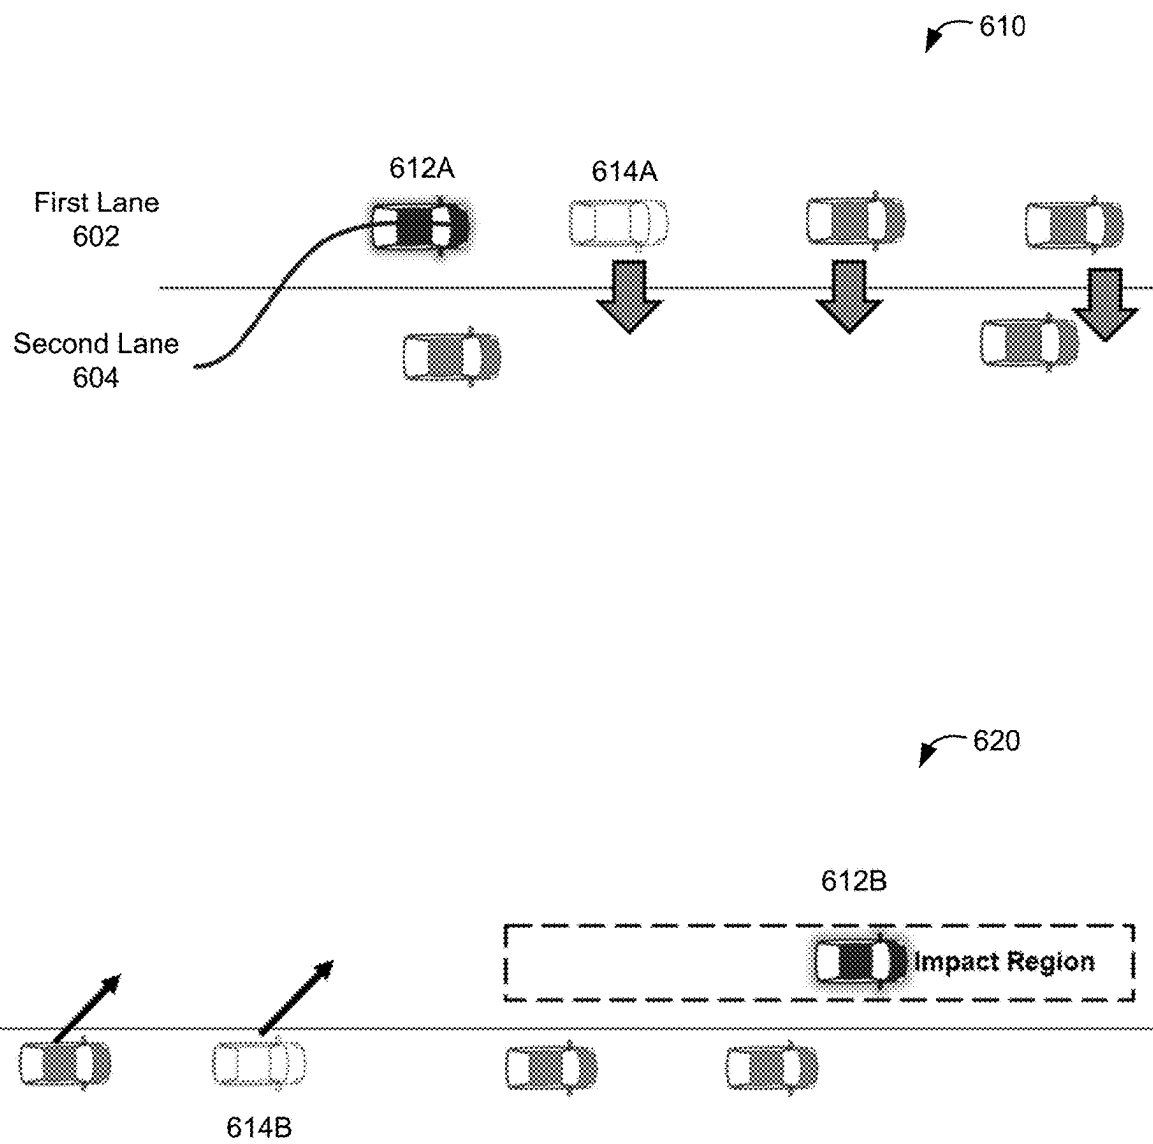 610
612A
614A
First Lane
602
Second Lane
604
620
612B
Impact Region
614B